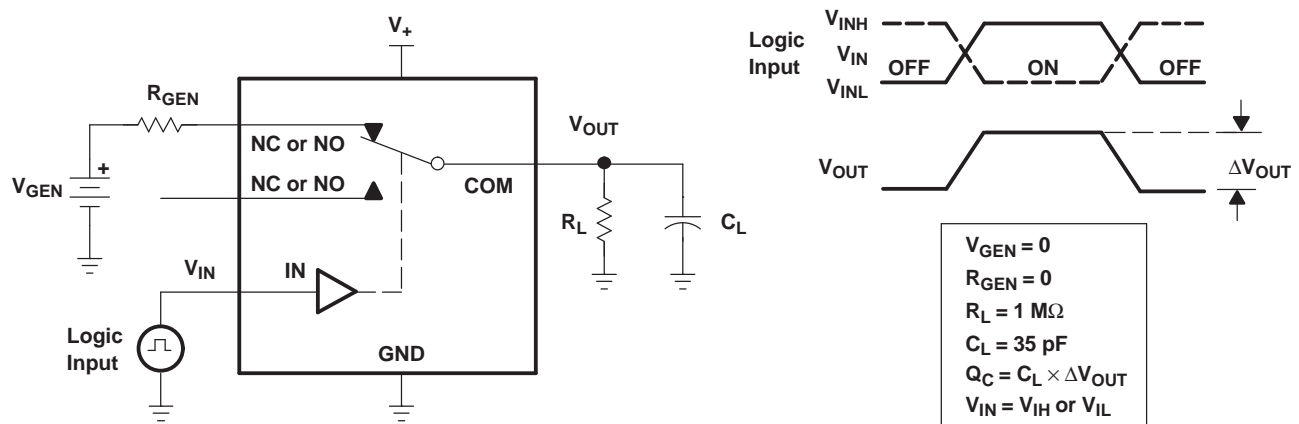 V+
RGEN
NC or NO
NC or NO
VGEN
+
COM
VOUT
RL
CL
VIN
IN
Logic
Input
GND
Logic
Input
VINH
VIN
VINL
OFF
ON
OFF
VOUT
ΔVOUT
VGEN = 0
RGEN = 0
RL = 1 MΩ
CL = 35 pF
QC = CL × ΔVOUT
VIN = VIH or VIL